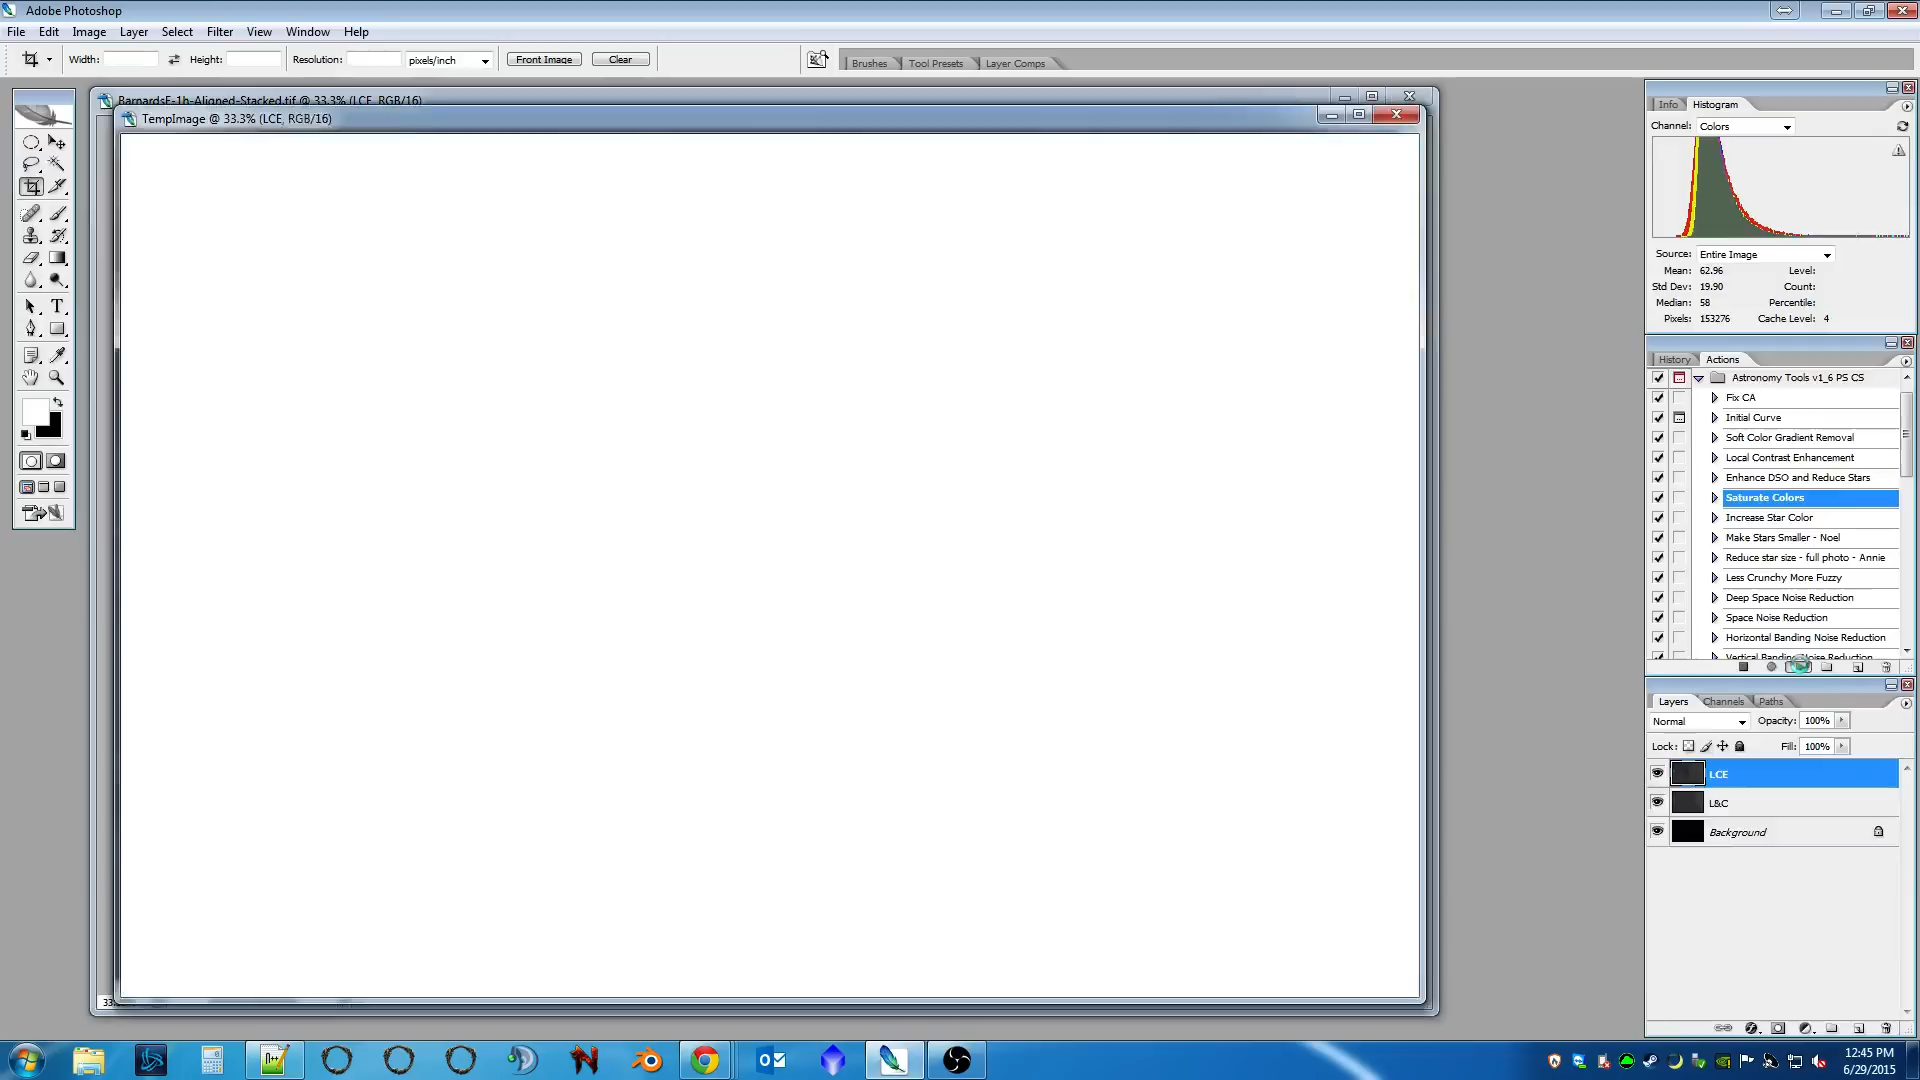 Adobe Photoshop
File Edit Image Layer Select Filter View Window Help
Width: Height: Resolution: pixels/inch Front Image Clear Brushes Tool Presets Layer Comps
BarnardsE-1h-Aligned-Stacked.tif @ 33.3% (LCE, RGB/16)
TempImage @ 33.3% (LCE, RGB/16)
Info Histogram
Channel: Colors
Source: Entire Image
Mean: 62.96 Level:
Std Dev: 19.90 Count:
Median: 58 Percentile:
Pixels: 153276 Cache Level: 4
History Actions
Astronomy Tools v1_6 PS CS
Fix CA
Initial Curve
Soft Color Gradient Removal
Local Contrast Enhancement
Enhance DSO and Reduce Stars
Saturate Colors
Increase Star Color
Make Stars Smaller - Noel
Reduce star size - full photo - Annie
Less Crunchy More Fuzzy
Deep Space Noise Reduction
Space Noise Reduction
Horizontal Banding Noise Reduction
Vertical Banding Noise Reduction
Layers Channels Paths
Normal Opacity: 100%
Lock: Fill: 100%
LCE
L&C
Background
12:45 PM
6/29/2015